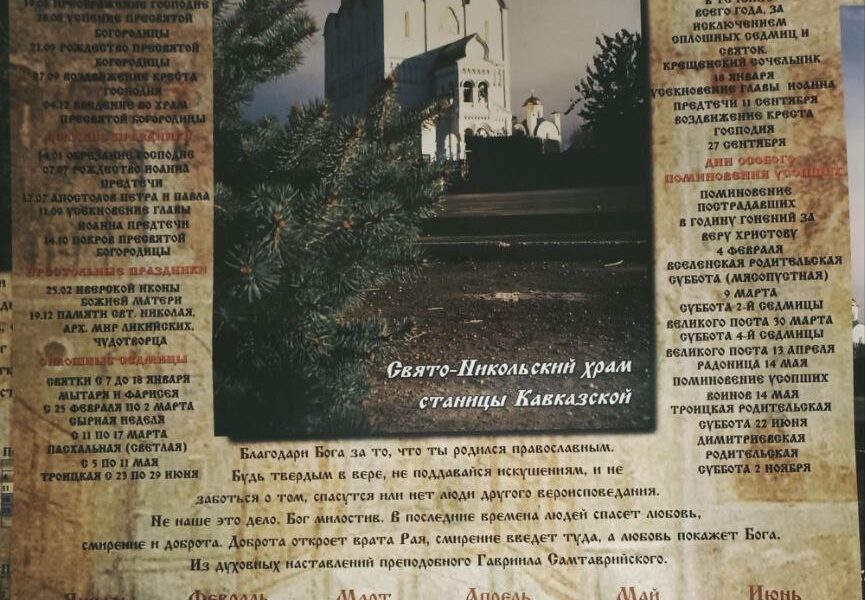 19.08 ПРЕОБРАЖЕНИЕ ГОСПОДНЕ
28.08 УСПЕНИЕ ПРЕСВЯТОЙ
БОГОРОДИЦЫ
21.09 РОЖДЕСТВО ПРЕСВЯТОЙ
БОГОРОДИЦЫ
27.09 ВОЗДВИЖЕНИЕ КРЕСТА
ГОСПОДНЯ
04.12 ВВЕДЕНИЕ ВО ХРАМ
ПРЕСВЯТОЙ БОГОРОДИЦЫ
ПРАЗДНИКИ
14.01 ОБРЕЗАНИЕ ГОСПОДНЕ
07.07 РОЖДЕСТВО ИОАННА
ПРЕДТЕЧИ
12.07 АПОСТОЛОВ ПЕТРА И ПАВЛА
11.09 УСЕКНОВЕНИЕ ГЛАВЫ
ИОАННА ПРЕДТЕЧИ
14.10 ПОКРОВ ПРЕСВЯТОЙ
БОГОРОДИЦЫ
ПРЕСТОЛЬНЫЕ ПРАЗДНИКИ
25.02 ИВЕРСКОЙ ИКОНЫ
БОЖИЕЙ МАТЕРИ
19.12 ПАМЯТИ СВТ. НИКОЛАЯ,
АРХ. МИР ЛИКИЙСКИХ,
ЧУДОТВОРЦА
СПЛОШНЫЕ СЕДМИЦЫ
СВЯТКИ С 7 ДО 18 ЯНВАРЯ
МЫТАРЯ И ФАРИСЕЯ
С 25 ФЕВРАЛЯ ПО 2 МАРТА
СЫРНАЯ НЕДЕЛЯ
С 11 ПО 17 МАРТА
ПАСХАЛЬНАЯ (СВЕТЛАЯ)
С 5 ПО 11 МАЯ
ТРОИЦКАЯ С 23 ПО 29 ИЮНЯ
Свято-Никольский храм
станицы Кавказской
В ТЕЧЕНИЕ
ВСЕГО ГОДА, ЗА
ИСКЛЮЧЕНИЕМ
СПЛОШНЫХ СЕДМИЦ И
СВЯТОК.
КРЕЩЕНСКИЙ СОЧЕЛЬНИК
18 ЯНВАРЯ
УСЕКНОВЕНИЕ ГЛАВЫ ИОАННА
ПРЕДТЕЧИ 11 СЕНТЯБРЯ
ВОЗДВИЖЕНИЕ КРЕСТА
ГОСПОДНЯ
27 СЕНТЯБРЯ
ДНИ ОСОБОГО
ПОМИНОВЕНИЯ УСОПШИХ
ПОМИНОВЕНИЕ
ПОСТРАДАВШИХ
В ГОДИНУ ГОНЕНИЙ ЗА
ВЕРУ ХРИСТОВУ
4 ФЕВРАЛЯ
ВСЕЛЕНСКАЯ РОДИТЕЛЬСКАЯ
СУББОТА (МЯСОПУСТНАЯ)
9 МАРТА
СУББОТА 2-Й СЕДМИЦЫ
ВЕЛИКОГО ПОСТА 30 МАРТА
СУББОТА 4-Й СЕДМИЦЫ
ВЕЛИКОГО ПОСТА 13 АПРЕЛЯ
РАДОНИЦА 14 МАЯ
ПОМИНОВЕНИЕ УСОПШИХ
ВОИНОВ 14 МАЯ
ТРОИЦКАЯ РОДИТЕЛЬСКАЯ
СУББОТА 22 ИЮНЯ
ДИМИТРИЕВСКАЯ
РОДИТЕЛЬСКАЯ
СУББОТА 2 НОЯБРЯ
Благодари Бога за то, что ты родился православным.
Будь твердым в вере, не поддавайся искушениям, и не
заботься о том, спасутся или нет люди другого вероисповедания.
Не наше это дело. Бог милостив. В последние времена людей спасет любовь,
смирение и доброта. Доброта откроет врата Рая, смирение введет туда, а любовь покажет Бога.
Из духовных наставлений преподобного Гавриила Самтаврийского.
Январь Февраль Март Апрель Май Июнь